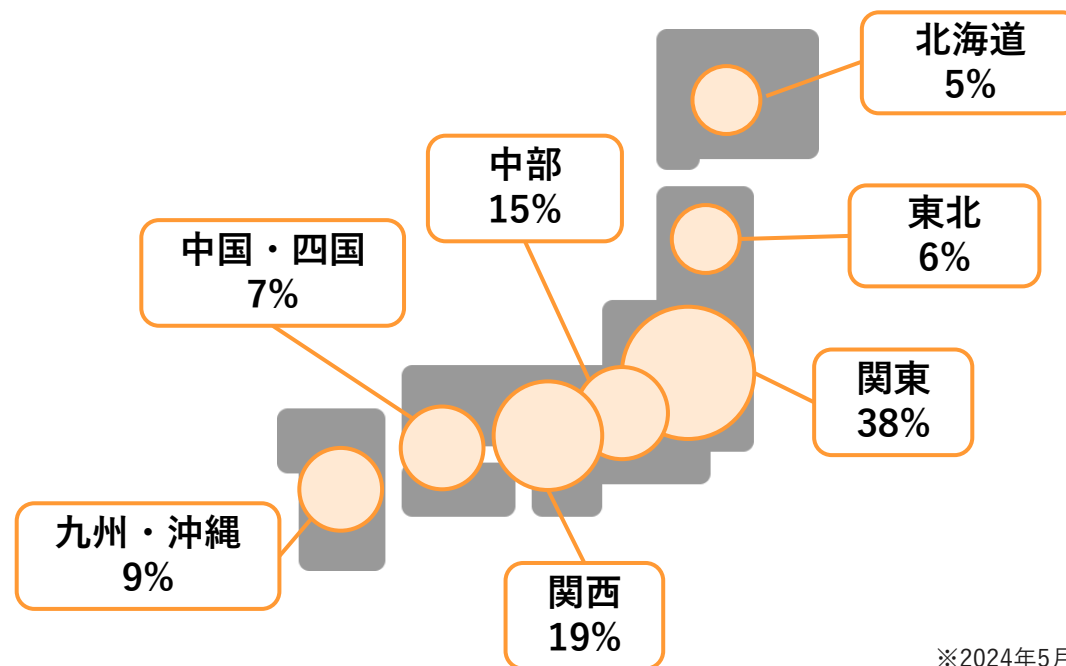 北海道
5%
中部
15%
東北
6%
中国・四国
7%
関東
38%
九州・沖縄
9%
関西
19%
※2024年5月